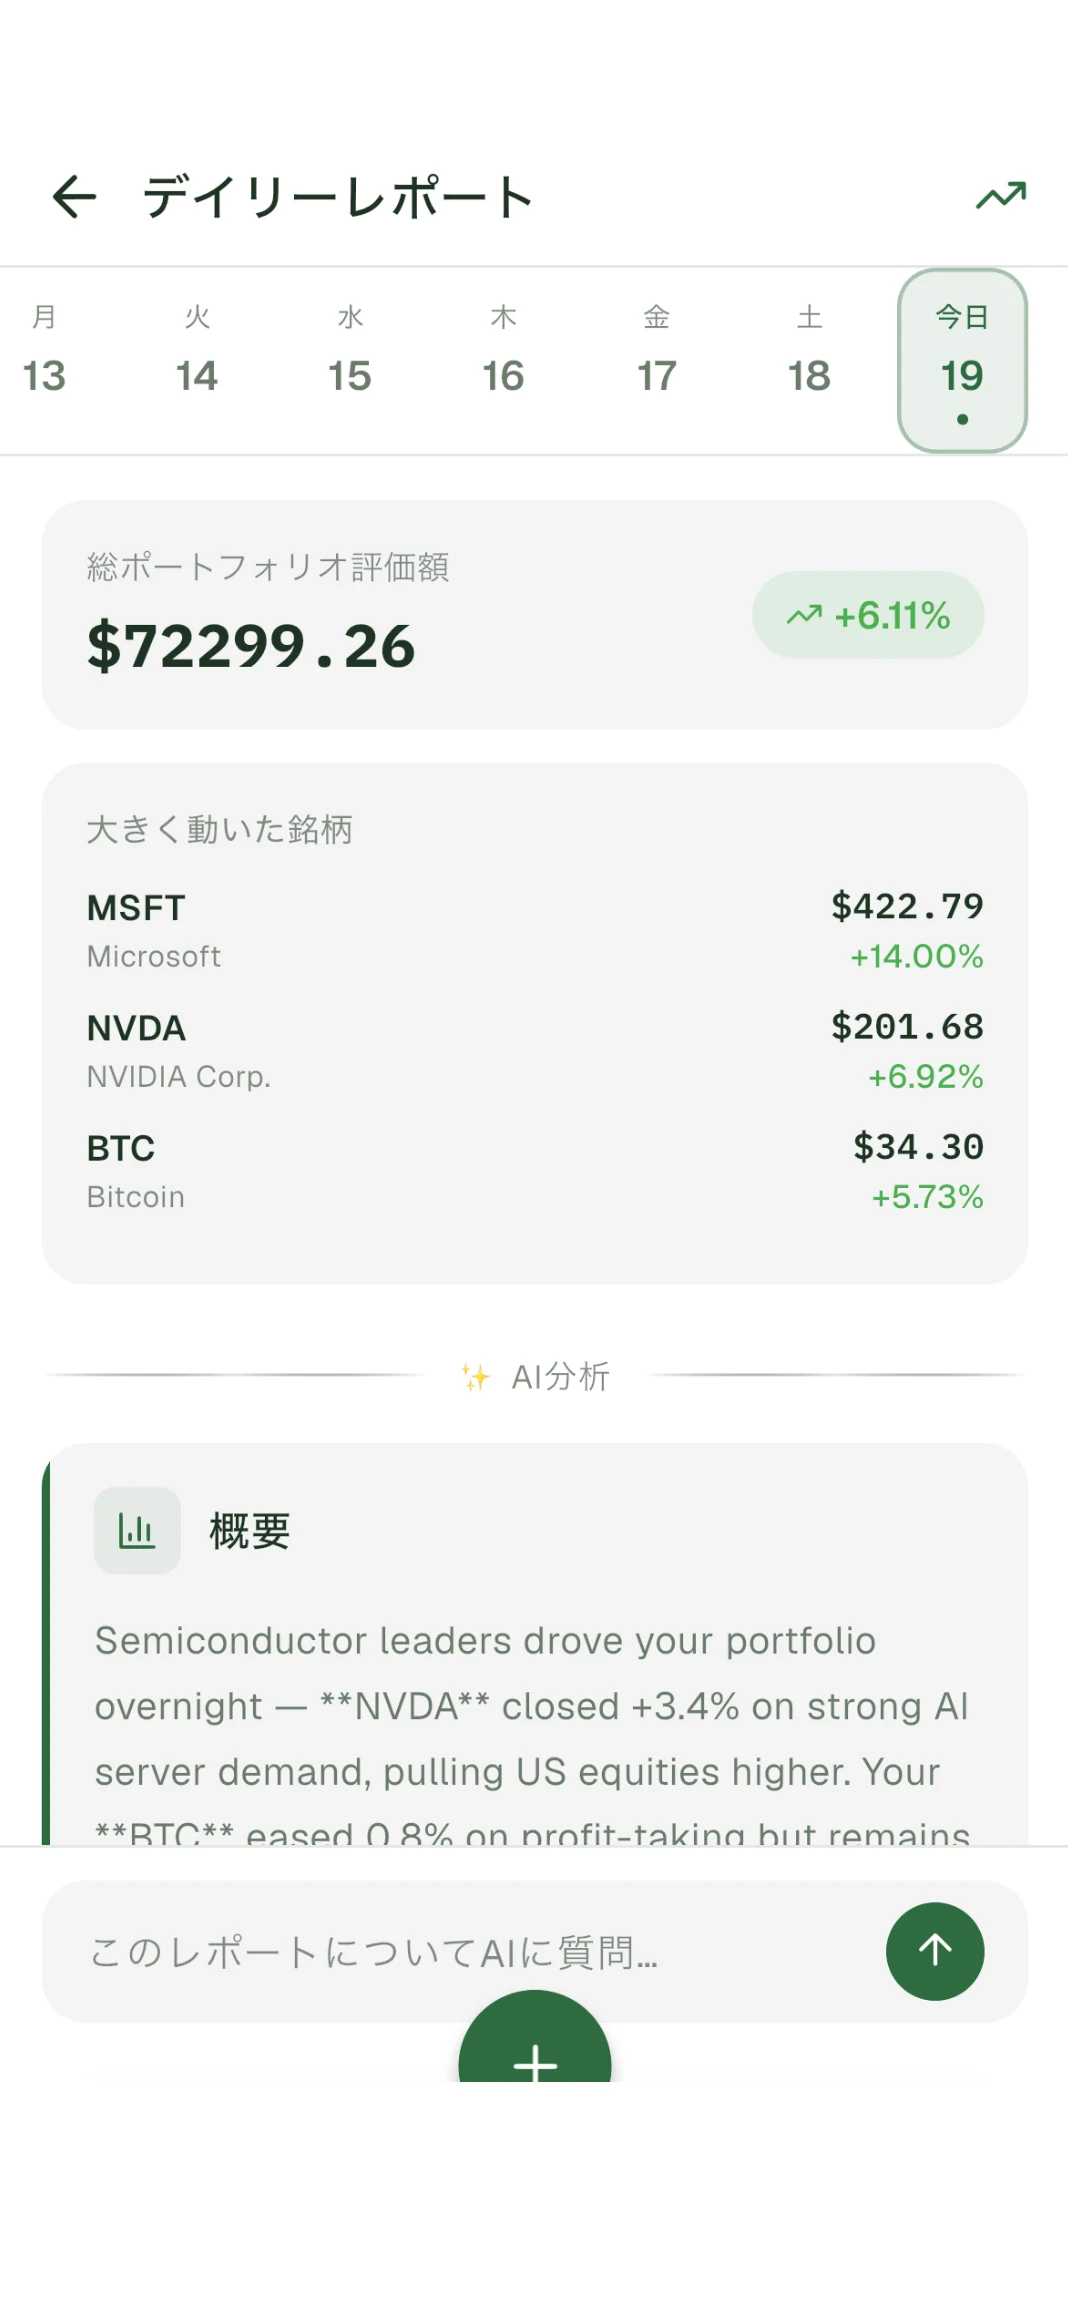 デイリーレポート
月 火 水 木 金 土 今日
13 14 15 16 17 18 19
総ポートフォリオ評価額
$72299.26
+6.11%
大きく動いた銘柄
MSFT $422.79
Microsoft +14.00%
NVDA $201.68
NVIDIA Corp. +6.92%
BTC $34.30
Bitcoin +5.73%
AI分析
概要
Semiconductor leaders drove your portfolio
overnight — **NVDA** closed +3.4% on strong AI
server demand, pulling US equities higher. Your
**BTC** eased 0.8% on profit-taking but remains
このレポートについてAIに質問...